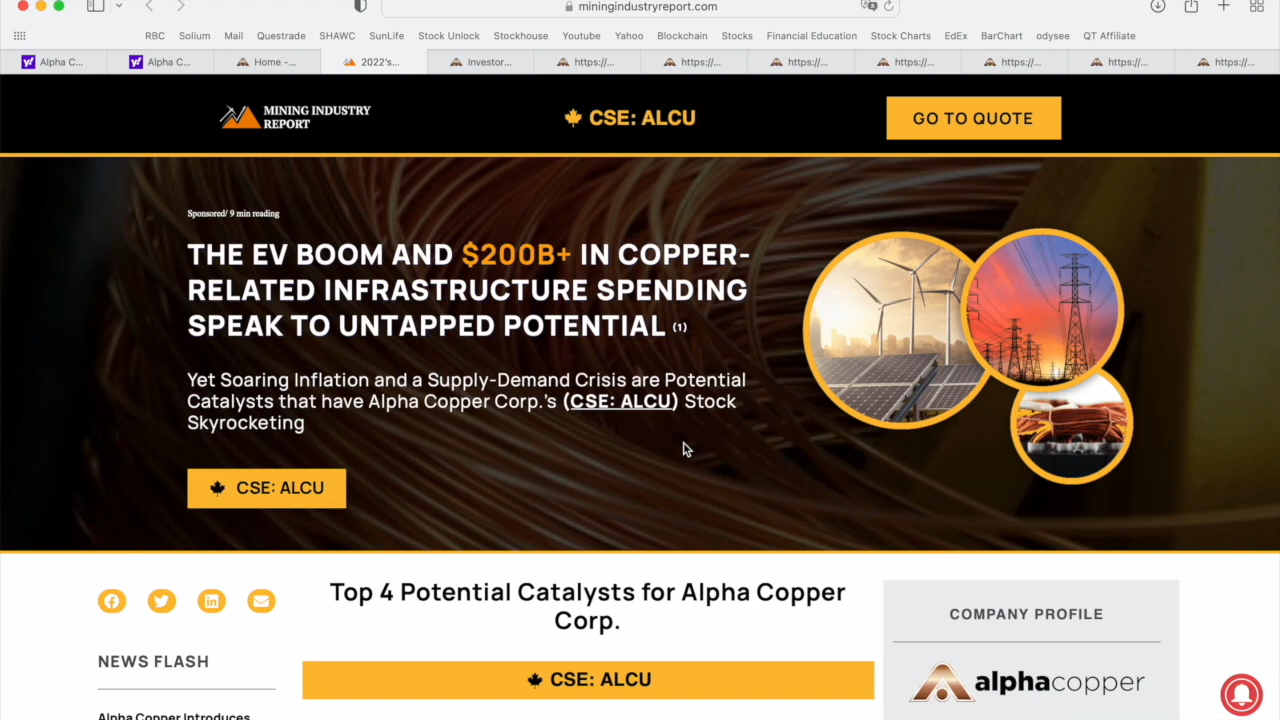 miningindustryreport.com
RBC Solium Mail Questrade SHAWC SunLife Stock Unlock Stockhouse Youtube Yahoo Blockchain Stocks Financial Education Stock Charts EdEx BarChart odysee QT Affiliate
Alpha C... Alpha C... Home -... 2022's... Investor... https://... https://... https://... https://... https://... https://... https://...
MINING INDUSTRY
REPORT
CSE: ALCU
GO TO QUOTE
Sponsored/ 9 min reading
THE EV BOOM AND $200B+ IN COPPER-
RELATED INFRASTRUCTURE SPENDING
SPEAK TO UNTAPPED POTENTIAL (1)
Yet Soaring Inflation and a Supply-Demand Crisis are Potential
Catalysts that have Alpha Copper Corp.'s (CSE: ALCU) Stock
Skyrocketing
CSE: ALCU
Top 4 Potential Catalysts for Alpha Copper
Corp.
CSE: ALCU
NEWS FLASH
Alpha Copper Introduces
COMPANY PROFILE
alphacopper